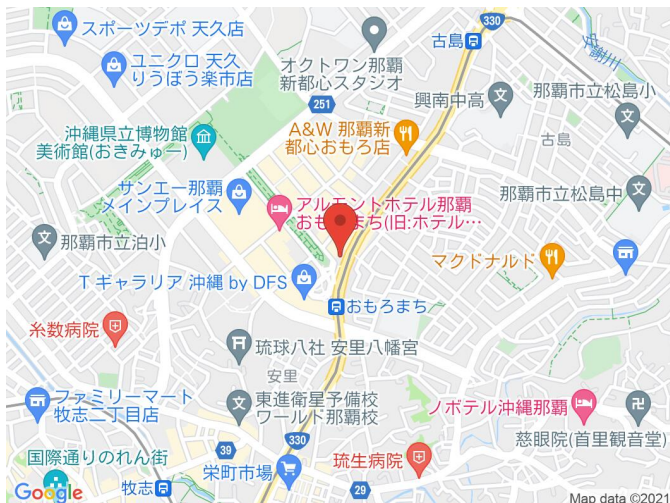 スポーツデポ 天久店
ユニクロ 天久
りうぼう楽市店
オクトワン那覇
新都心スタジオ
古島
330
興南中高
那覇市立松島小
古島
251
沖縄県立博物館
美術館(おきみゅー)
A&W 那覇新
都心おもろ店
サンエー那覇
メインプレイス
アルモントホテル那覇
おもろまち(旧:ホテル…
那覇市立松島中
那覇市立泊小
マクドナルド
T ギャラリア 沖縄 by DFS
おもろまち
糸数病院
琉球八社 安里八幡宮
安里
ファミリーマート
牧志二丁目店
東進衛星予備校
ワールド那覇校
ノボテル沖縄那覇
慈眼院(首里観音堂)
39
330
国際通りのれん街
栄町市場
琉生病院
29
牧志
Google
Map data ©2021